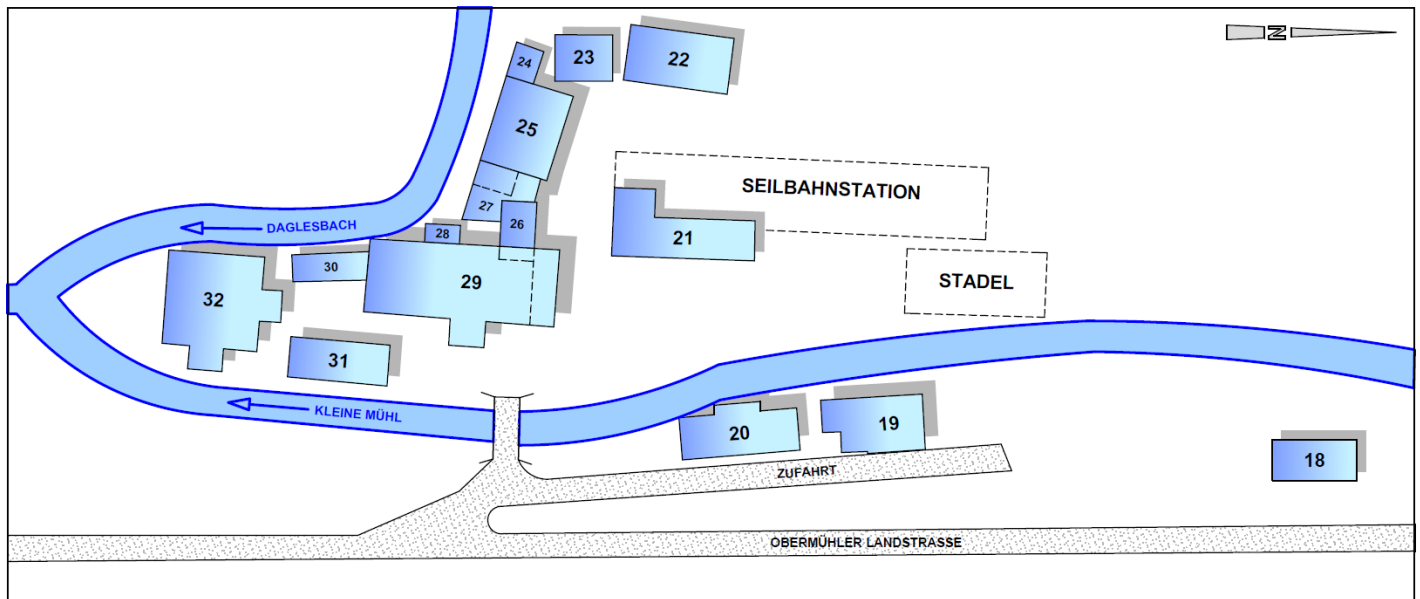 N
24
23
22
25
SEILBAHNSTATION
27
26
DAGLESBACH
28
21
30
29
STADEL
32
31
KLEINE MÜHL
20
19
18
ZUFAHRT
OBERMÜHLER LANDSTRASSE